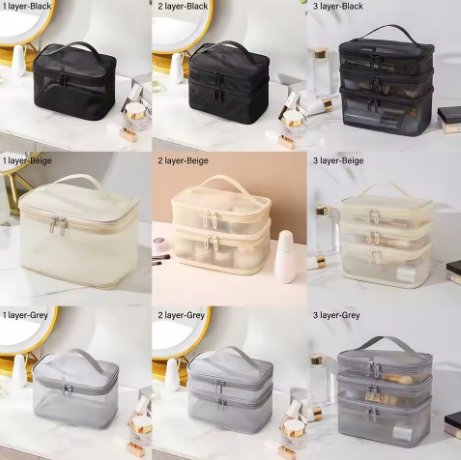 1 layer-Black
2 layer-Black
3 layer-Black
1 layer-Beige
2 layer-Beige
3 layer-Beige
1 layer-Grey
2 layer-Grey
3 layer-Grey